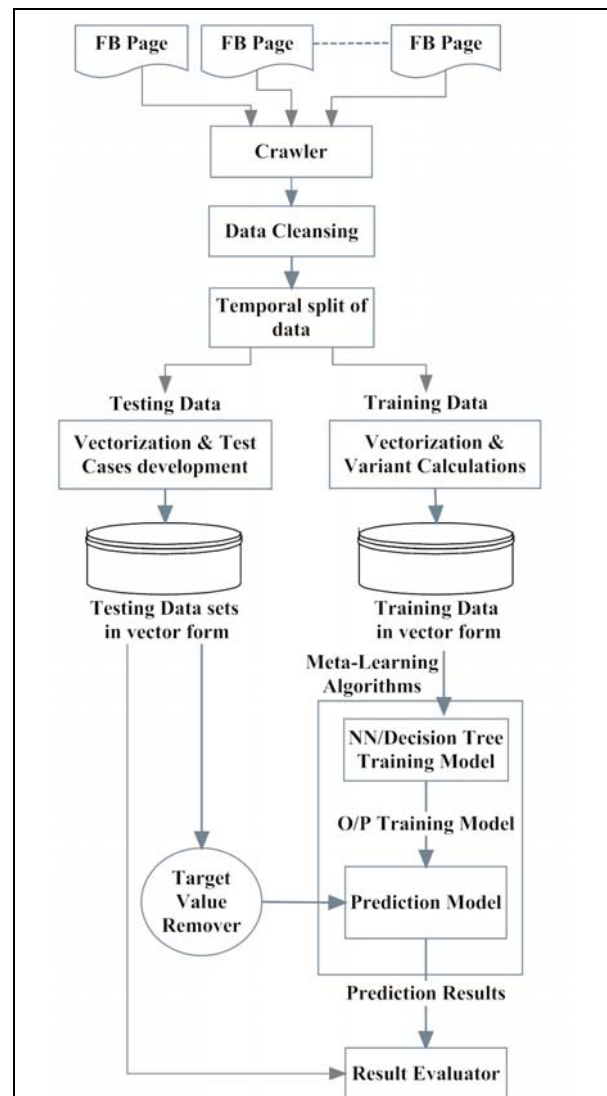 FB Page
FB Page
FB Page
Crawler
Data Cleansing
Temporal split of
data
Testing Data
Training Data
Vectorization & Test
Cases development
Vectorization &
Variant Calculations
Testing Data sets
in vector form
Training Data
in vector form
Meta-Learning
Algorithms
NN/Decision Tree
Training Model
O/P Training Model
Target
Value
Remover
Prediction Model
Prediction Results
Result Evaluator